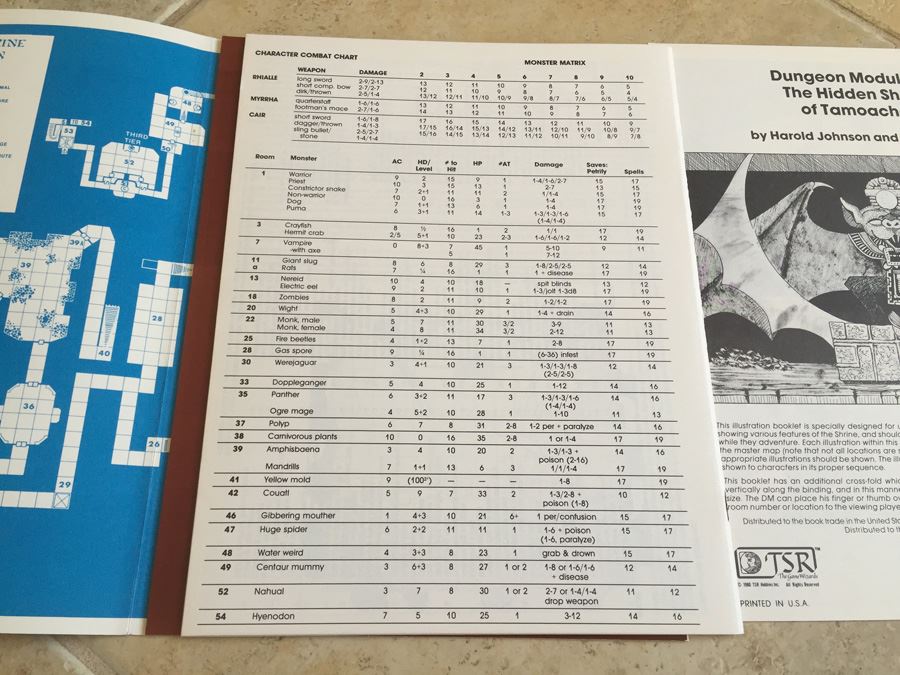 INE
N
MAL
URE
UTE
54
53
THIRD
TIER
52
50
49
48
39A
39
40
28
36
26
CHARACTER COMBAT CHART
MONSTER MATRIX
WEAPON DAMAGE 2 3 4 5 6 7 8 9 10
RHIALLE long sword 2-9/2-13 13 12 11 10 9 8 7 6 5
short comp. bow 2-7/2-7 12 11 10 9 8 7 6 5 4
dirk/thrown 2-5/1-4 13/12 12/11 11/10 10/9 9/8 8/7 7/6 6/5 5/4
MYRRHA quarterstaff 1-6/1-6 13 12 11 10 9 8 7 6 5
footman's mace 2-7/1-6 14 13 12 11 10 9 8 7 6
CAIR short sword 1-6/1-8 17 16 15 14 13 12 11 10 9
dagger/thrown 1-4/1-3 17/15 16/14 15/13 14/12 13/11 12/10 11/9 10/8 9/7
sling bullet/ 2-5/2-7 15/16 14/15 13/14 12/13 11/12 10/11 9/10 8/9 7/8
stone 1-4/1-4
Room Monster AC HD/ # to HP #AT Damage Saves: Spells
Level Hit Petrify
1 Warrior 9 2 15 9 1 1-4/1-6/2-7 15 17
Priest 10 3 15 13 1 2-7 13 15
Constrictor snake 7 2+1 11 11 2 1/1-4 15 17
Non-warrior 10 0 16 3 1 1-4 17 19
Dog 7 1+1 13 6 1 1-4 17 19
Puma 6 3+1 11 14 1-3 1-3/1-3/1-6 15 17
(1-4/1-4)
3 Crayfish 8 ½ 16 1 2 1/1 17 19
Hermit crab 2/5 5+1 10 23 2-3 1-6/1-6/1-2 12 14
7 Vampire 0 8+3 7 45 1 5-10 9 11
-with axe 5 1 7-12
11 Giant slug 8 6 8 29 3 1-8/2-5/2-5 12 14
a Rats 7 ¼ 16 1 1 1 + disease 17 19
13 Nereid 10 4 10 18 — spit blinds 13 12
Electric eel 9 2 11 10 1 1-3/jolt 1-3d8 17 19
18 Zombies 8 2 11 9 2 1-2/1-2 17 19
20 Wight 5 4+3 10 29 1 1-4 + drain 14 16
22 Monk, male 5 7 11 30 3/2 3-9 11 13
Monk, female 4 8 11 34 3/2 2-12 11 13
25 Fire beetles 4 1+2 13 7 1 2-8 17 19
28 Gas spore 9 ¼ 16 1 1 (6-36) infest 17 19
30 Werejaguar 3 4+1 10 21 3 1-3/1-3/1-8 12 14
(2-5/2-5)
33 Doppleganger 5 4 10 25 1 1-12 14 16
35 Panther 6 3+2 11 17 3 1-3/1-3/1-6 14 16
(1-4/1-4)
Ogre mage 4 5+2 10 28 1 1-10 11 13
37 Polyp 6 7 8 31 2-8 1-2 per + paralyze 14 16
38 Carnivorous plants 10 0 16 35 2-8 1 or 1-4 17 19
39 Amphisbaena 3 4 10 20 2 1-3/1-3 + 14 16
poison (2-16)
Mandrills 7 1+1 13 6 3 1/1/1-4 17 19
41 Yellow mold 9 (100²') — — — 1-8 17 19
42 Couatl 5 9 7 33 2 1-3/2-8 + 10 12
poison (1-8)
46 Gibbering mouther 1 4+3 10 21 6+ 1 per/confusion 15 17
47 Huge spider 6 2+2 11 11 1 1-6 + poison 15 17
(1-6, paralyze)
48 Water weird 4 3+3 8 23 1 grab & drown 15 17
49 Centaur mummy 3 6+3 8 27 1 or 2 1-8 or 1-6/1-6 12 14
+ disease
52 Nahual 3 7 8 30 1 or 2 2-7 or 1-4/1-4 11 12
drop weapon
54 Hyenodon 7 5 10 25 1 3-12 14 16
Dungeon Modul
The Hidden Sh
of Tamoach
by Harold Johnson and
This illustration booklet is specially designed for u
showing various features of the Shrine, and shoul
while they adventure. Each illustration within this
the master map (note that not all locations are
appropriate illustrations should be shown. The ill
shown to characters in its proper sequence.
This booklet has an additional cross-fold whic
vertically along the binding, and in this manne
size. The DM can place his finger or thumb ov
room number or location to the viewing playe
Distributed to the book trade in the United Sta
Distributed to th
TSR™
The Game Wizards
© 1980 TSR Hobbies Inc. All Rights Reserved
PRINTED IN U.S.A.